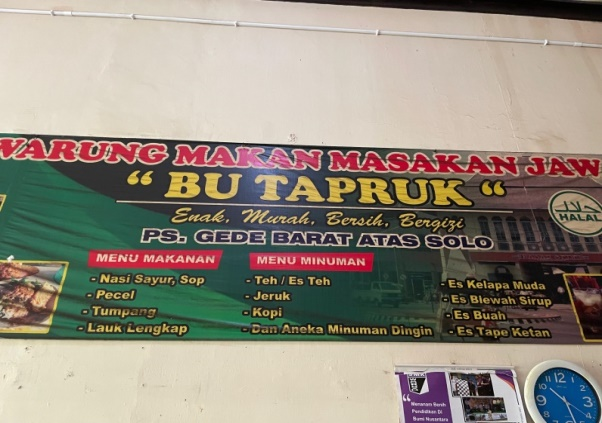 WARUNG MAKAN MASAKAN JAW
“ BU TAPRUK “
Enak, Murah, Bersih, Bergizi
PS. GEDE BARAT ATAS SOLO
HALAL
MENU MAKANAN
- Nasi Sayur, Sop
- Pecel
- Tumpang
- Lauk Lengkap
MENU MINUMAN
- Teh / Es Teh
- Jeruk
- Kopi
- Dan Aneka Minuman Dingin
- Es Kelapa Muda
- Es Blewah Sirup
- Es Buah
- Es Tape Ketan
Menanam Benih
Pendidikan Di
Bumi Nusantara